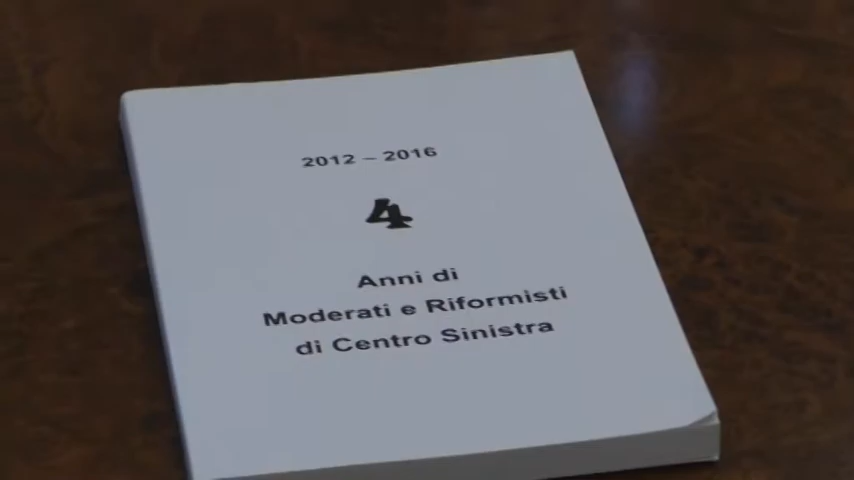 2012 – 2016
4
Anni di
Moderati e Riformisti
di Centro Sinistra